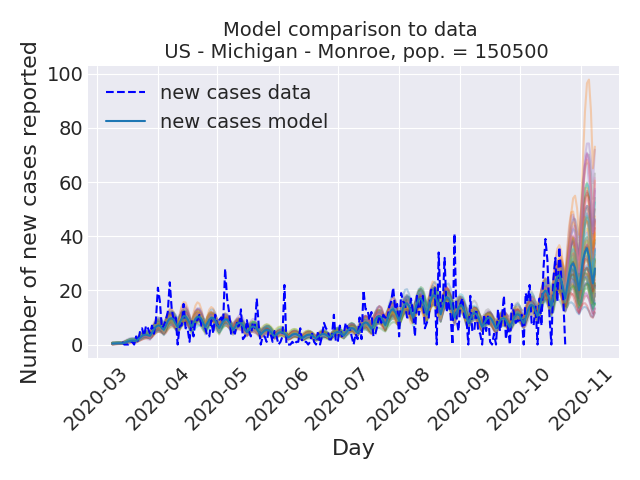 Model comparison to data
US - Michigan - Monroe, pop. = 150500
Number of new cases reported
100
80
60
40
20
0
new cases data
new cases model
2020-03
2020-04
2020-05
2020-06
2020-07
2020-08
2020-09
2020-10
2020-11
Day